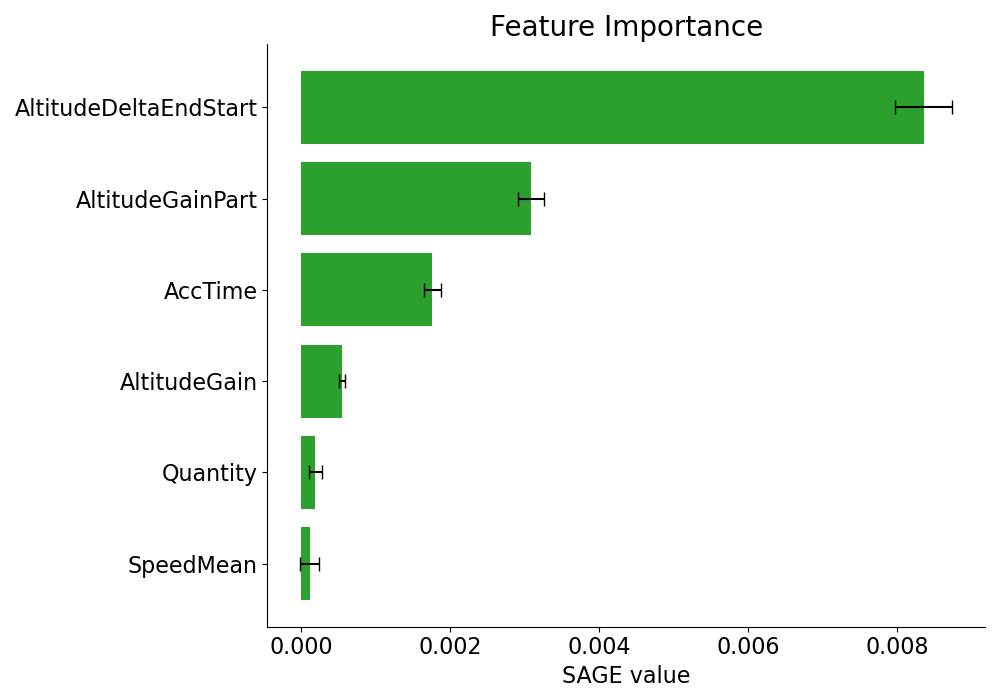 Feature Importance
AltitudeDeltaEndStart
AltitudeGainPart
AccTime
AltitudeGain
Quantity
SpeedMean
0.000 0.002 0.004 0.006 0.008
SAGE value